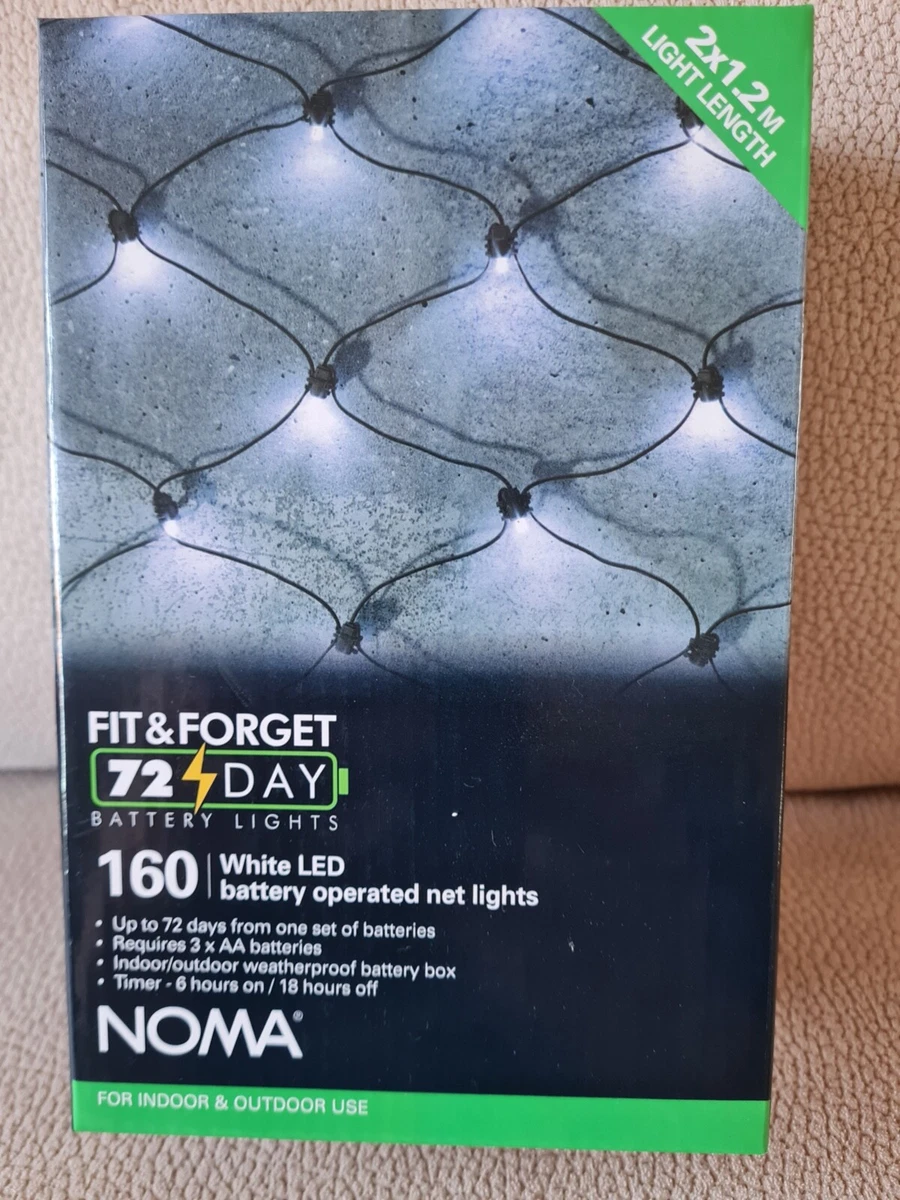 2x1.2M
LIGHT LENGTH
FIT & FORGET
72 DAY
BATTERY LIGHTS
160 White LED
battery operated net lights
• Up to 72 days from one set of batteries
• Requires 3 x AA batteries
• Indoor/outdoor weatherproof battery box
• Timer - 6 hours on / 18 hours off
NOMA®
FOR INDOOR & OUTDOOR USE